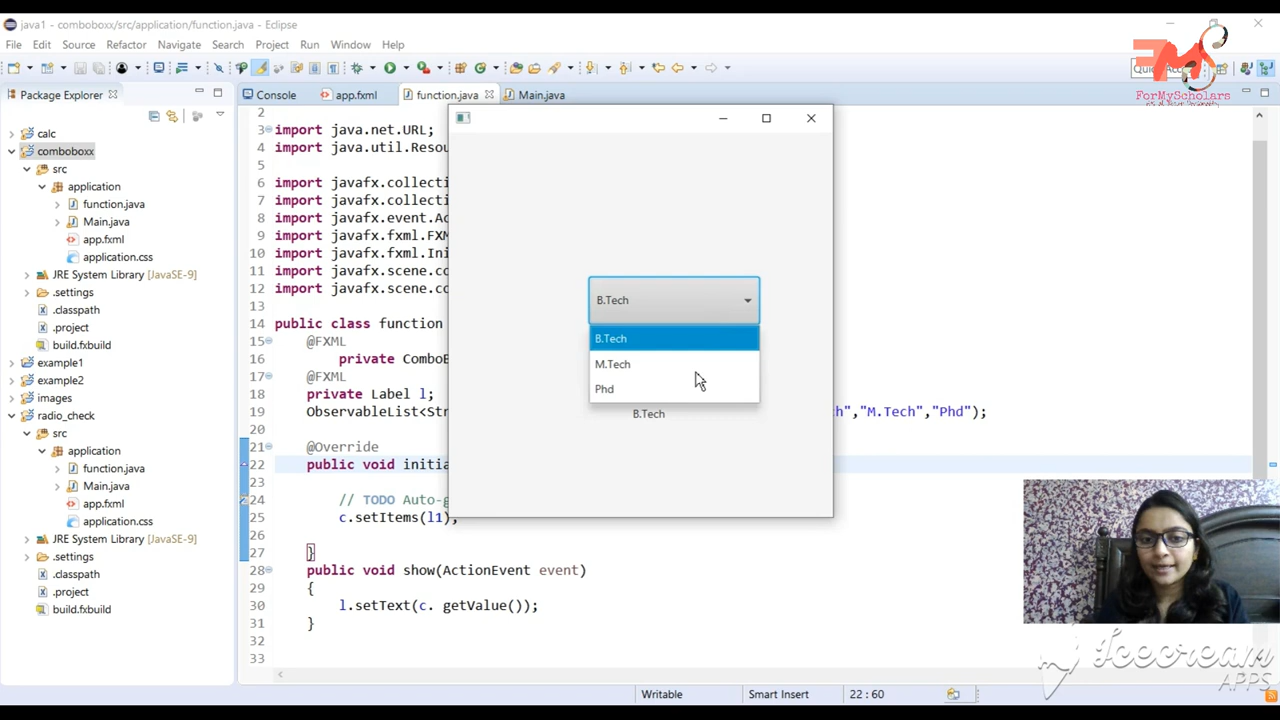 java1 - comboboxx/src/application/function.java - Eclipse
File Edit Source Refactor Navigate Search Project Run Window Help
FMS
ForMyScholars
Package Explorer
Console
app.fxml
function.java
Main.java
calc
comboboxx
src
application
function.java
Main.java
app.fxml
application.css
JRE System Library [JavaSE-9]
.settings
.classpath
.project
build.fxbuild
example1
example2
images
radio_check
src
application
function.java
Main.java
app.fxml
application.css
JRE System Library [JavaSE-9]
.settings
.classpath
.project
build.fxbuild
2
3 import java.net.URL;
4 import java.util.Resou
5
6 import javafx.collecti
7 import javafx.collecti
8 import javafx.event.Ac
9 import javafx.fxml.FXM
10 import javafx.fxml.Ini
11 import javafx.scene.co
12 import javafx.scene.co
13
14 public class function
15 @FXML
16 private ComboB
17 @FXML
18 private Label l;
19 ObservableList<Str h","M.Tech","Phd");
20
21 @Override
22 public void initia
23
24 // TODO Auto-g
25 c.setItems(l1);
26
27 }
28 public void show(ActionEvent event)
29 {
30 l.setText(c. getValue());
31 }
32
33
B.Tech
B.Tech
M.Tech
Phd
B.Tech
Writable
Smart Insert
22 : 60
Icecream
APPS